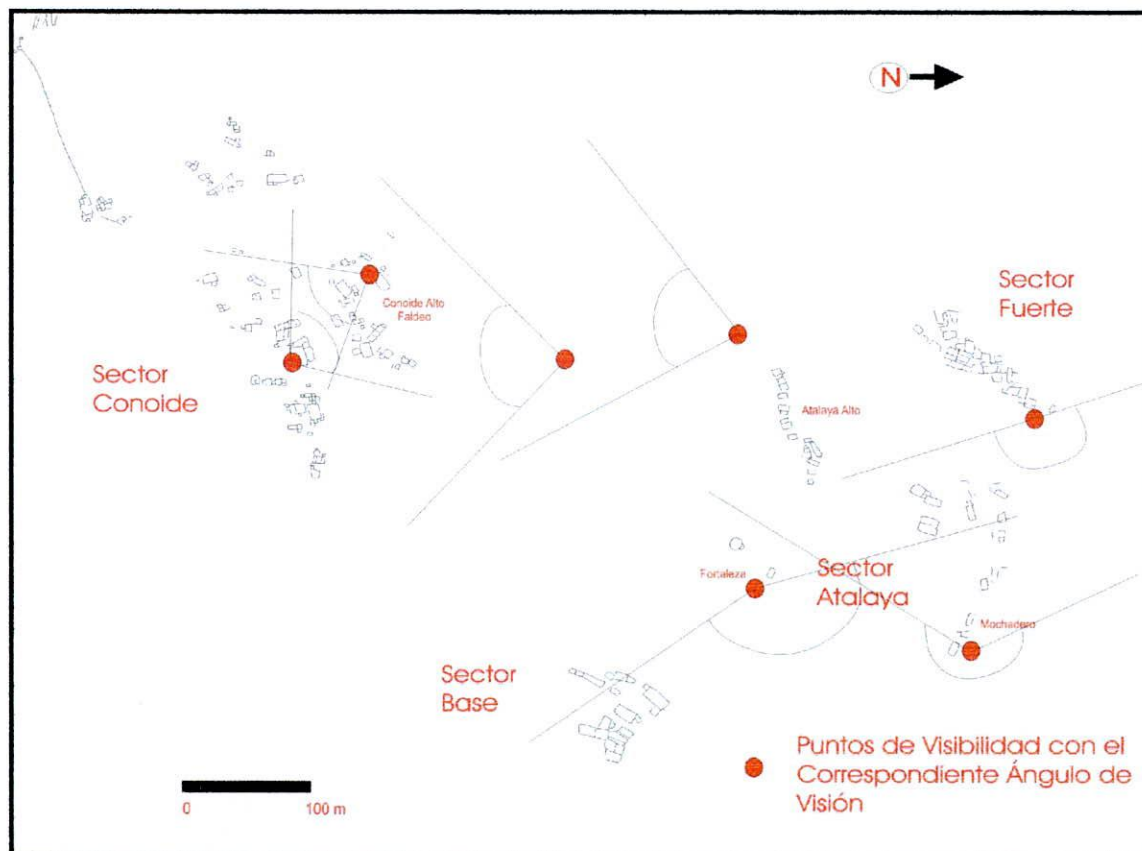 N
Sector
Fuerte
Conoide Alto
Faldeo
Sector
Conoide
Atalaya Alto
Fortaleza
Sector
Atalaya
Mochadero
Sector
Base
Puntos de Visibilidad con el
Correspondiente Ángulo de
Visión
0 100 m